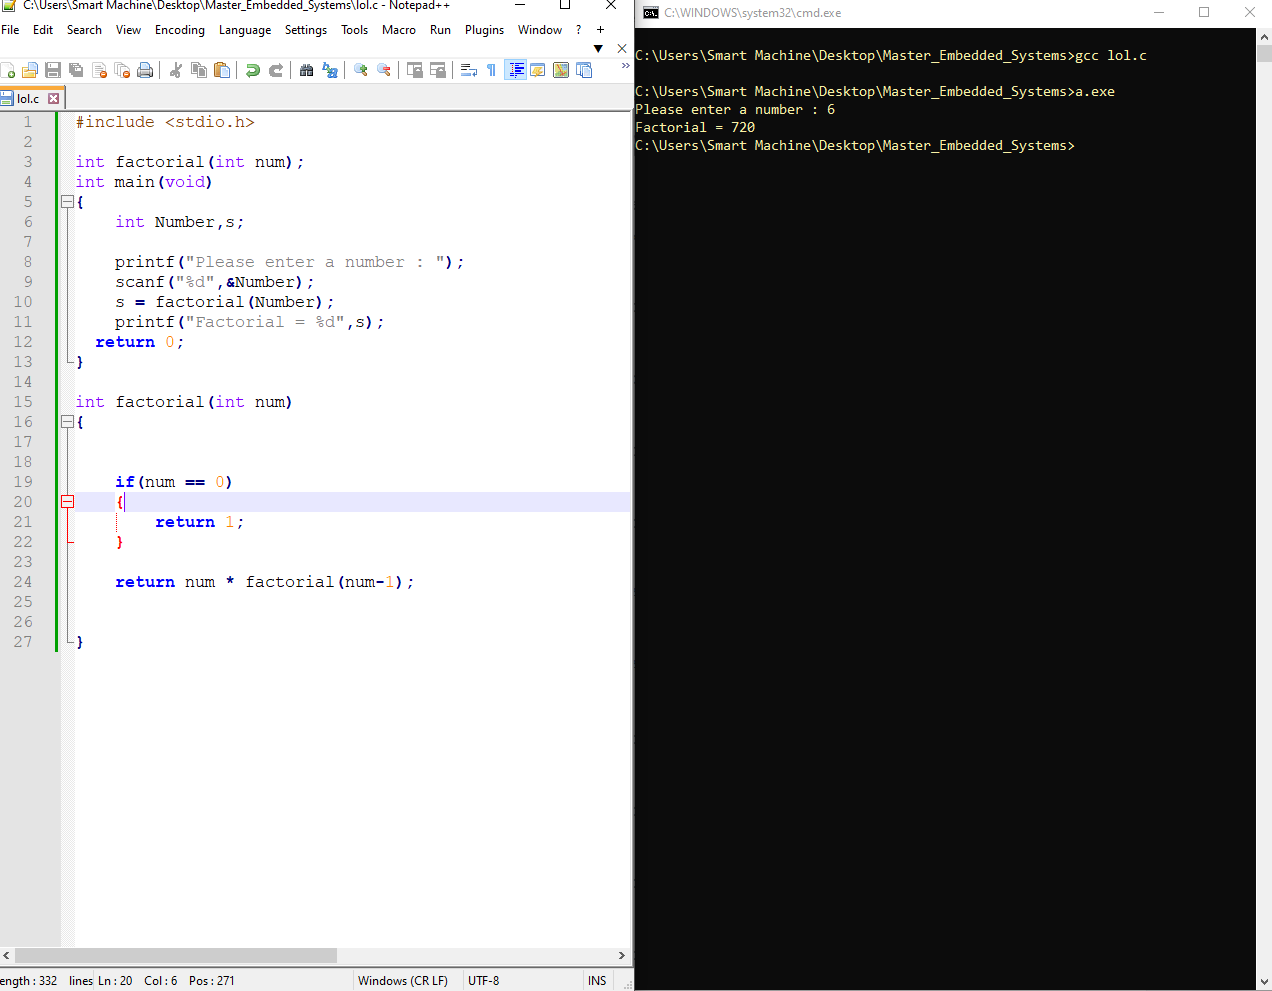 C:\Users\Smart Machine\Desktop\Master_Embedded_Systems\lol.c - Notepad++
File Edit Search View Encoding Language Settings Tools Macro Run Plugins Window ? +
lol.c
1 #include <stdio.h>
2
3 int factorial(int num);
4 int main(void)
5 {
6 int Number,s;
7
8 printf("Please enter a number : ");
9 scanf("%d",&Number);
10 s = factorial(Number);
11 printf("Factorial = %d",s);
12 return 0;
13 }
14
15 int factorial(int num)
16 {
17
18
19 if(num == 0)
20 {
21 return 1;
22 }
23
24 return num * factorial(num-1);
25
26
27 }
ength : 332 lines Ln : 20 Col : 6 Pos : 271 Windows (CR LF) UTF-8 INS
C:\WINDOWS\system32\cmd.exe
C:\Users\Smart Machine\Desktop\Master_Embedded_Systems>gcc lol.c
C:\Users\Smart Machine\Desktop\Master_Embedded_Systems>a.exe
Please enter a number : 6
Factorial = 720
C:\Users\Smart Machine\Desktop\Master_Embedded_Systems>